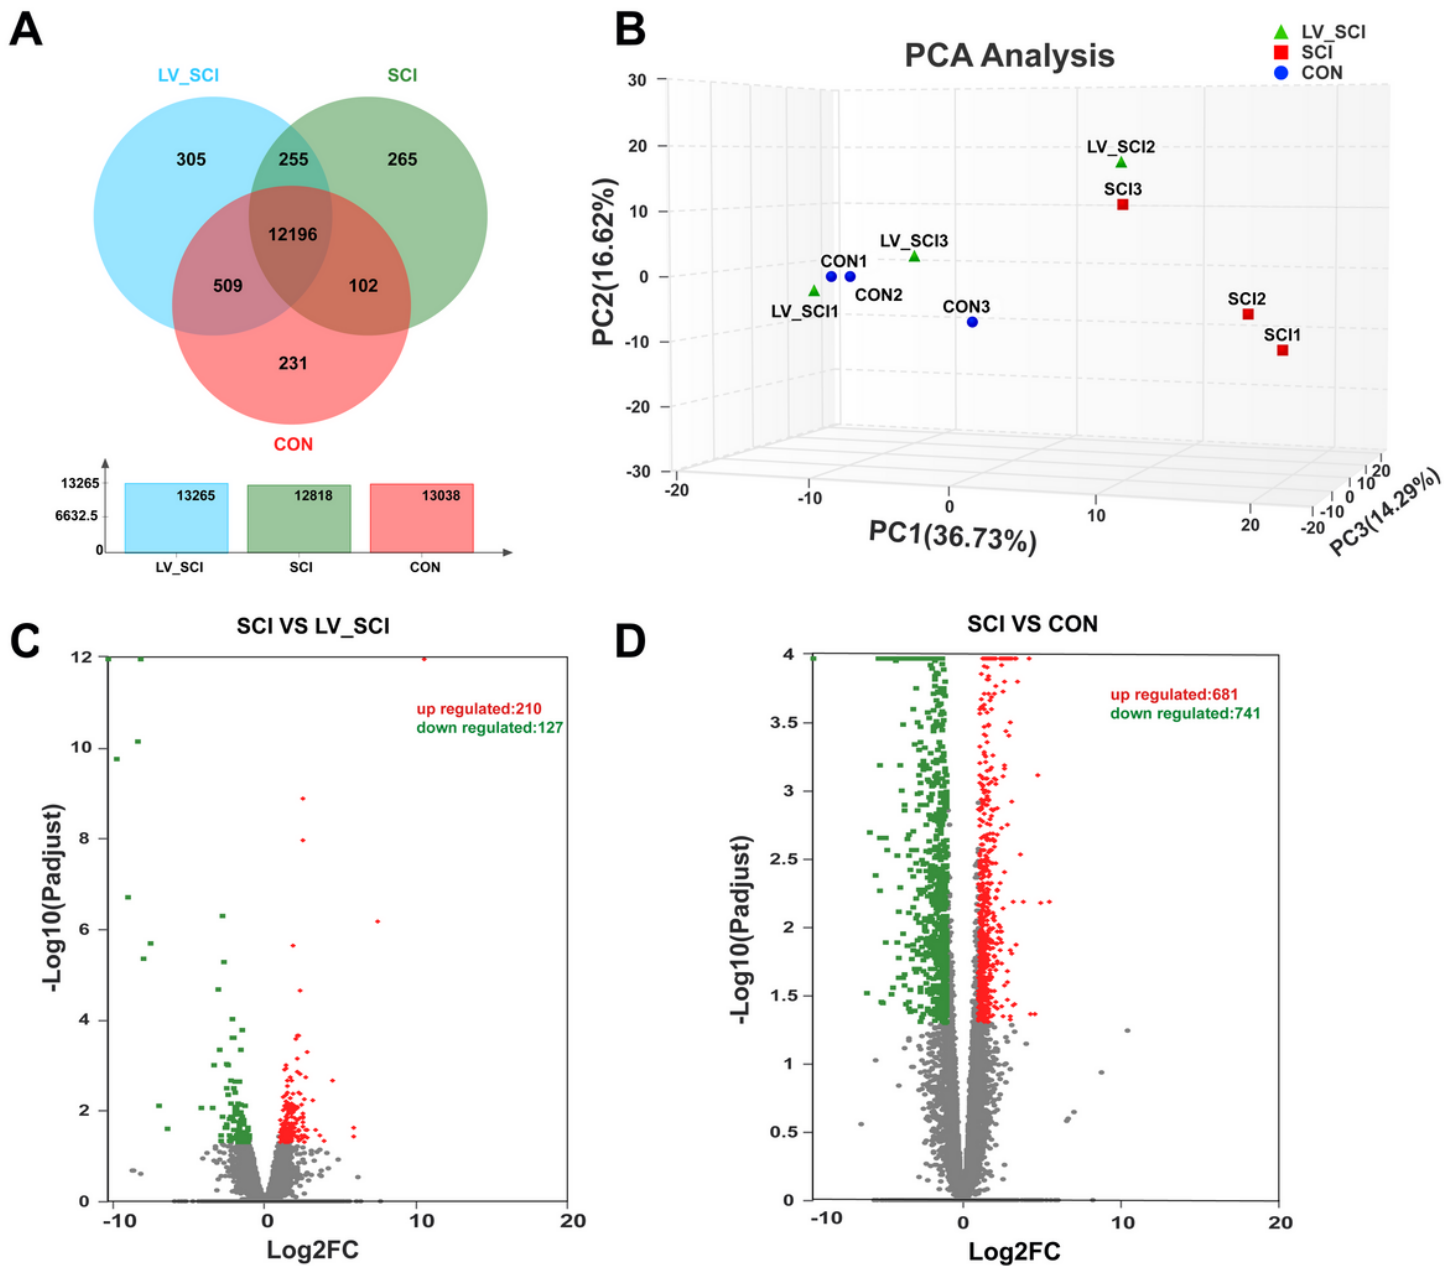 A
LV_SCI
SCI
305
255
265
12196
509
102
231
CON
13265
6632.5
0
13265
12818
13038
LV_SCI
SCI
CON
B
PCA Analysis
LV_SCI
SCI
CON
PC2(16.62%)
30
20
10
0
-10
-20
-30
LV_SCI2
SCI3
LV_SCI3
CON1
CON2
LV_SCI1
CON3
SCI2
SCI1
-20
-10
0
10
20
PC1(36.73%)
-20
-10
0
10
20
PC3(14.29%)
C
SCI VS LV_SCI
up regulated:210
down regulated:127
-Log10(Padjust)
12
10
8
6
4
2
0
-10
0
10
20
Log2FC
D
SCI VS CON
up regulated:681
down regulated:741
-Log10(Padjust)
4
3.5
3
2.5
2
1.5
1
0.5
0
-10
0
10
20
Log2FC